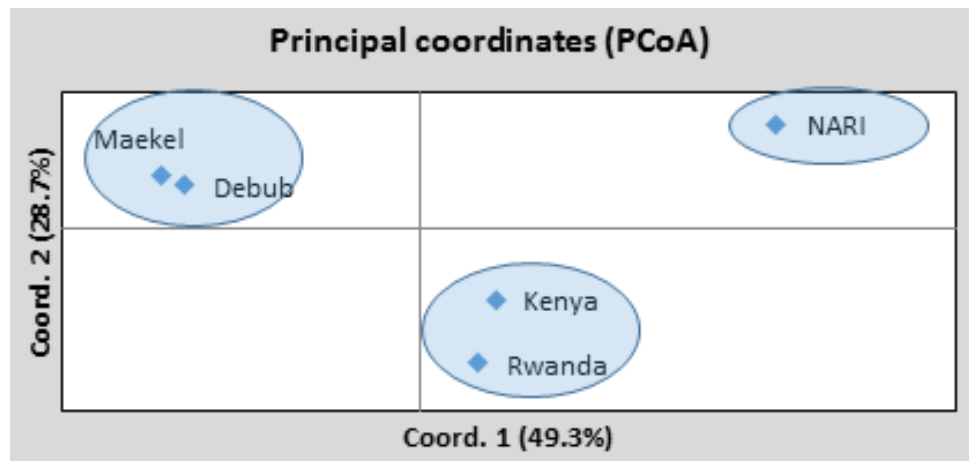 Principal coordinates (PCoA)
Maekel
NARI
Debub
Kenya
Rwanda
Coord. 2 (28.7%)
Coord. 1 (49.3%)